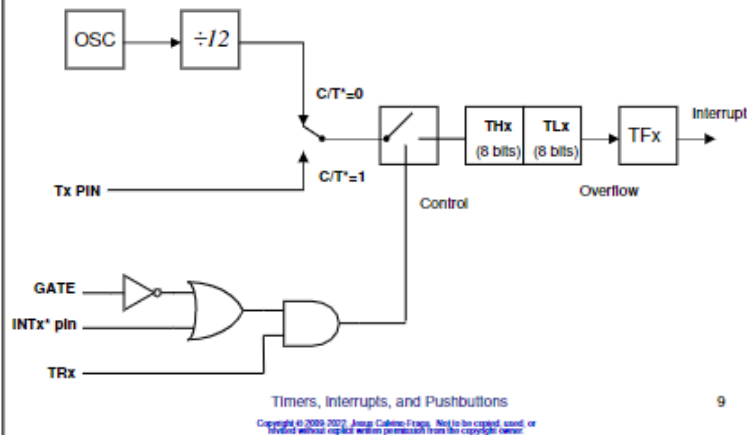 OSC
÷12
C/T*=0
THx
(8 bits)
TLx
(8 bits)
TFx
Interrupt
C/T*=1
Tx PIN
Control
Overflow
GATE
INTx* pin
TRx
Timers, Interrupts, and Pushbuttons
9
Copyright © 2009-2022, Jesus Calvino-Fraga. Not to be copied, used, or
revised without explicit written permission from the copyright owner.